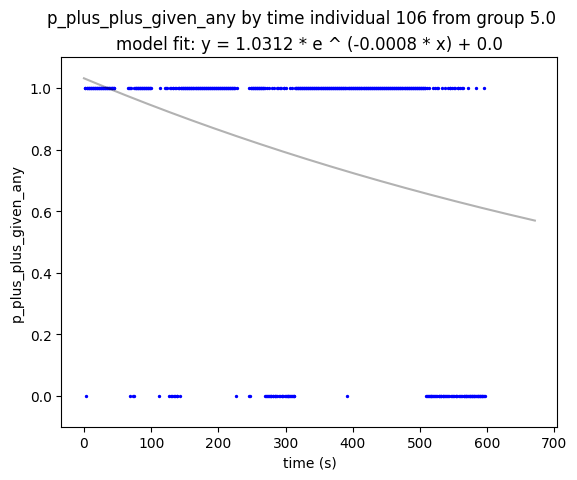 p_plus_plus_given_any by time individual 106 from group 5.0
model fit: y = 1.0312 * e ^ (-0.0008 * x) + 0.0
p_plus_plus_given_any
1.0
0.8
0.6
0.4
0.2
0.0
0 100 200 300 400 500 600 700
time (s)